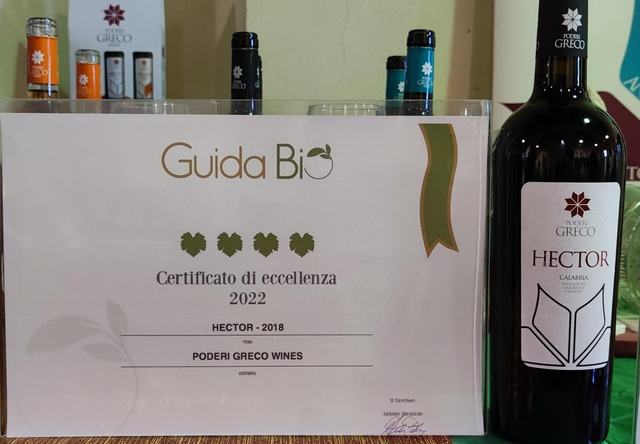 PODERI
GRECO
Guida Bio
Certificato di eccellenza
2022
HECTOR - 2018
vino
PODERI GRECO WINES
azienda
Il Direttore
PODERI
GRECO
PODERI
GRECO
HECTOR
CALABRIA